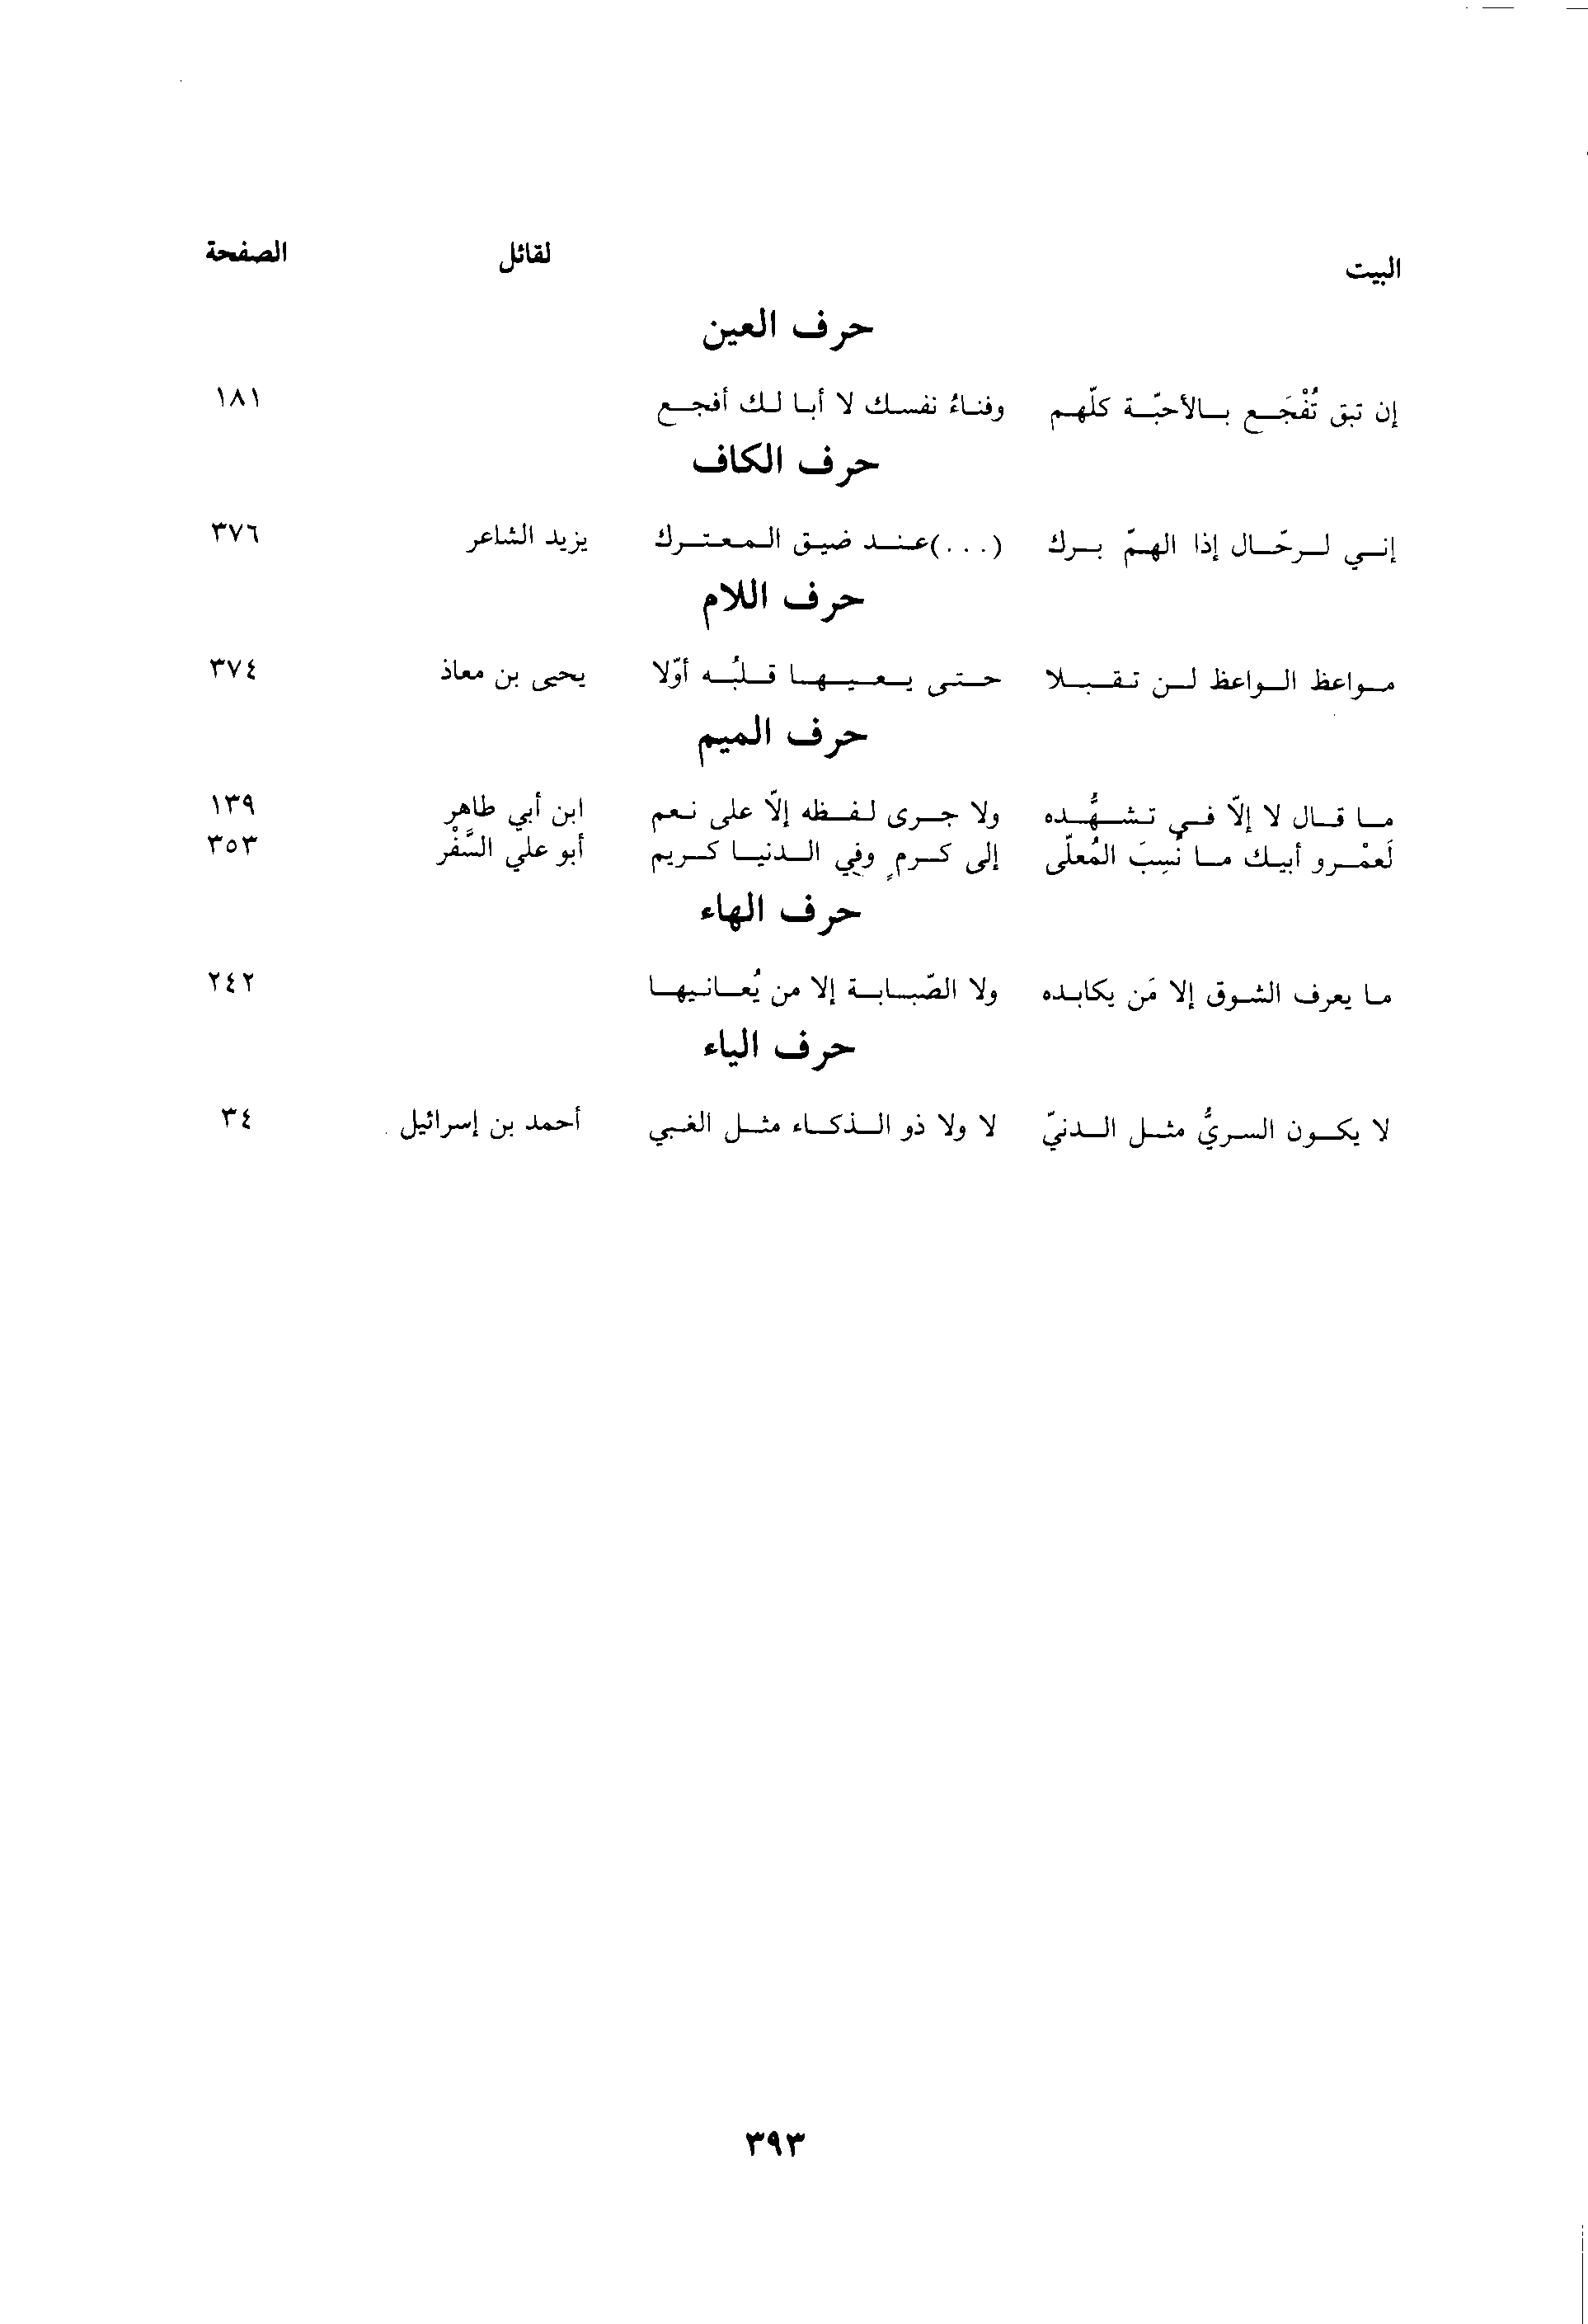 البيت لقائل الصفحة
حرف العين
إن تبق تُفْجَع بالأحبّة كلّهم وفناءُ نفسك لا أبا لك أفجع ١٨١
حرف الكاف
إني لرحّال إذا الهمّ برك (...)عند ضيق المعترك يزيد الشاعر ٣٧٦
حرف اللام
مواعظ الواعظ لن تقبلا حتى يعيها قلبُه أوّلا يحيى بن معاذ ٣٧٤
حرف الميم
ما قال لا إلّا في تشهُّده ولا جرى لفظه إلّا على نعم ابن أبي طاهر ١٣٩
لَعمْرو أبيك ما نُسِبَ المُعلّى إلى كرمٍ وفي الدنيا كريم أبو علي السَّفْر ٣٥٣
حرف الهاء
ما يعرف الشوق إلا مَن يكابده ولا الصّبابة إلا من يُعانيها ٢٤٢
حرف الياء
لا يكون السريُّ مثل الدنيّ لا ولا ذو الذكاء مثل الغبي أحمد بن إسرائيل ٣٤
٣٩٣